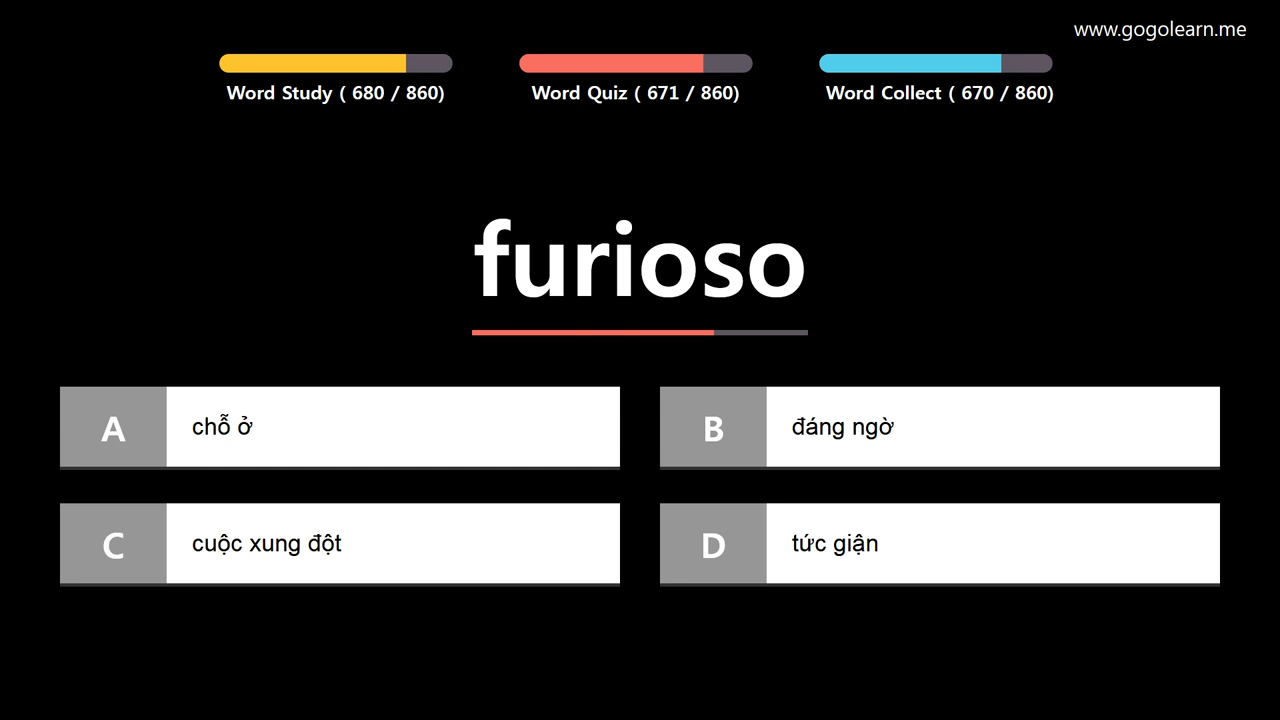 www.gogolearn.me
Word Study ( 680 / 860)
Word Quiz ( 671 / 860)
Word Collect ( 670 / 860)
furioso
A
chỗ ở
B
đáng ngờ
C
cuộc xung đột
D
tức giận